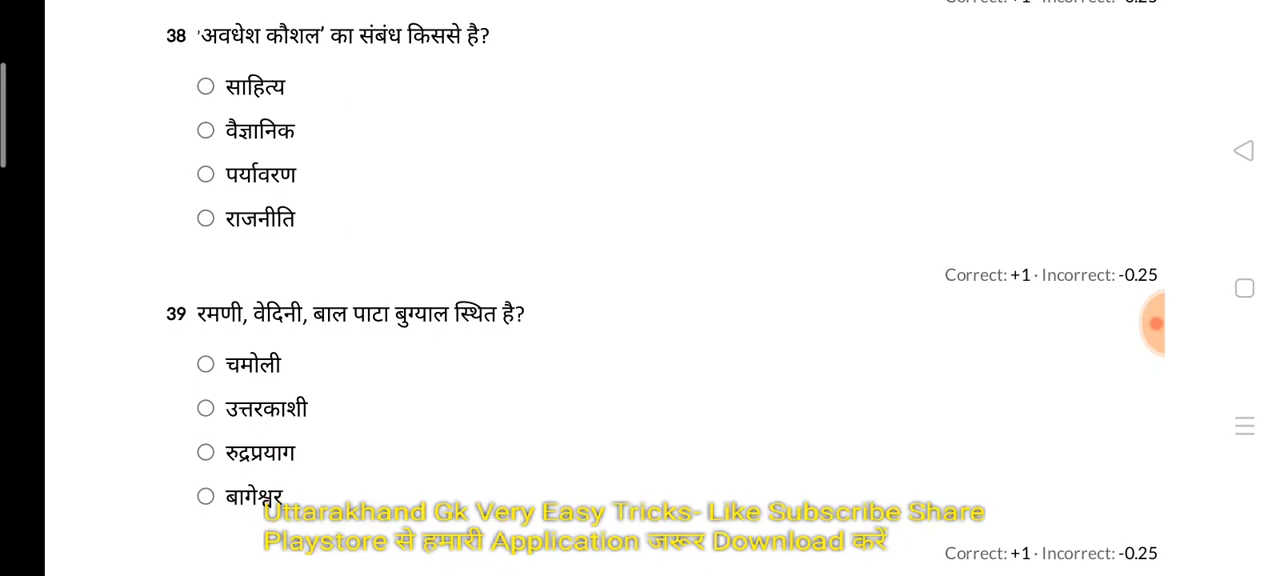 38 'अवधेश कौशल' का संबंध किससे है?
साहित्य
वैज्ञानिक
पर्यावरण
राजनीति
Correct: +1 · Incorrect: -0.25
39 रमणी, वेदिनी, बाल पाटा बुग्याल स्थित है?
चमोली
उत्तरकाशी
रुद्रप्रयाग
बागेश्वर
Uttarakhand Gk Very Easy Tricks- Like Subscribe Share
Playstore से हमारी Application जरूर Download करें
Correct: +1 · Incorrect: -0.25